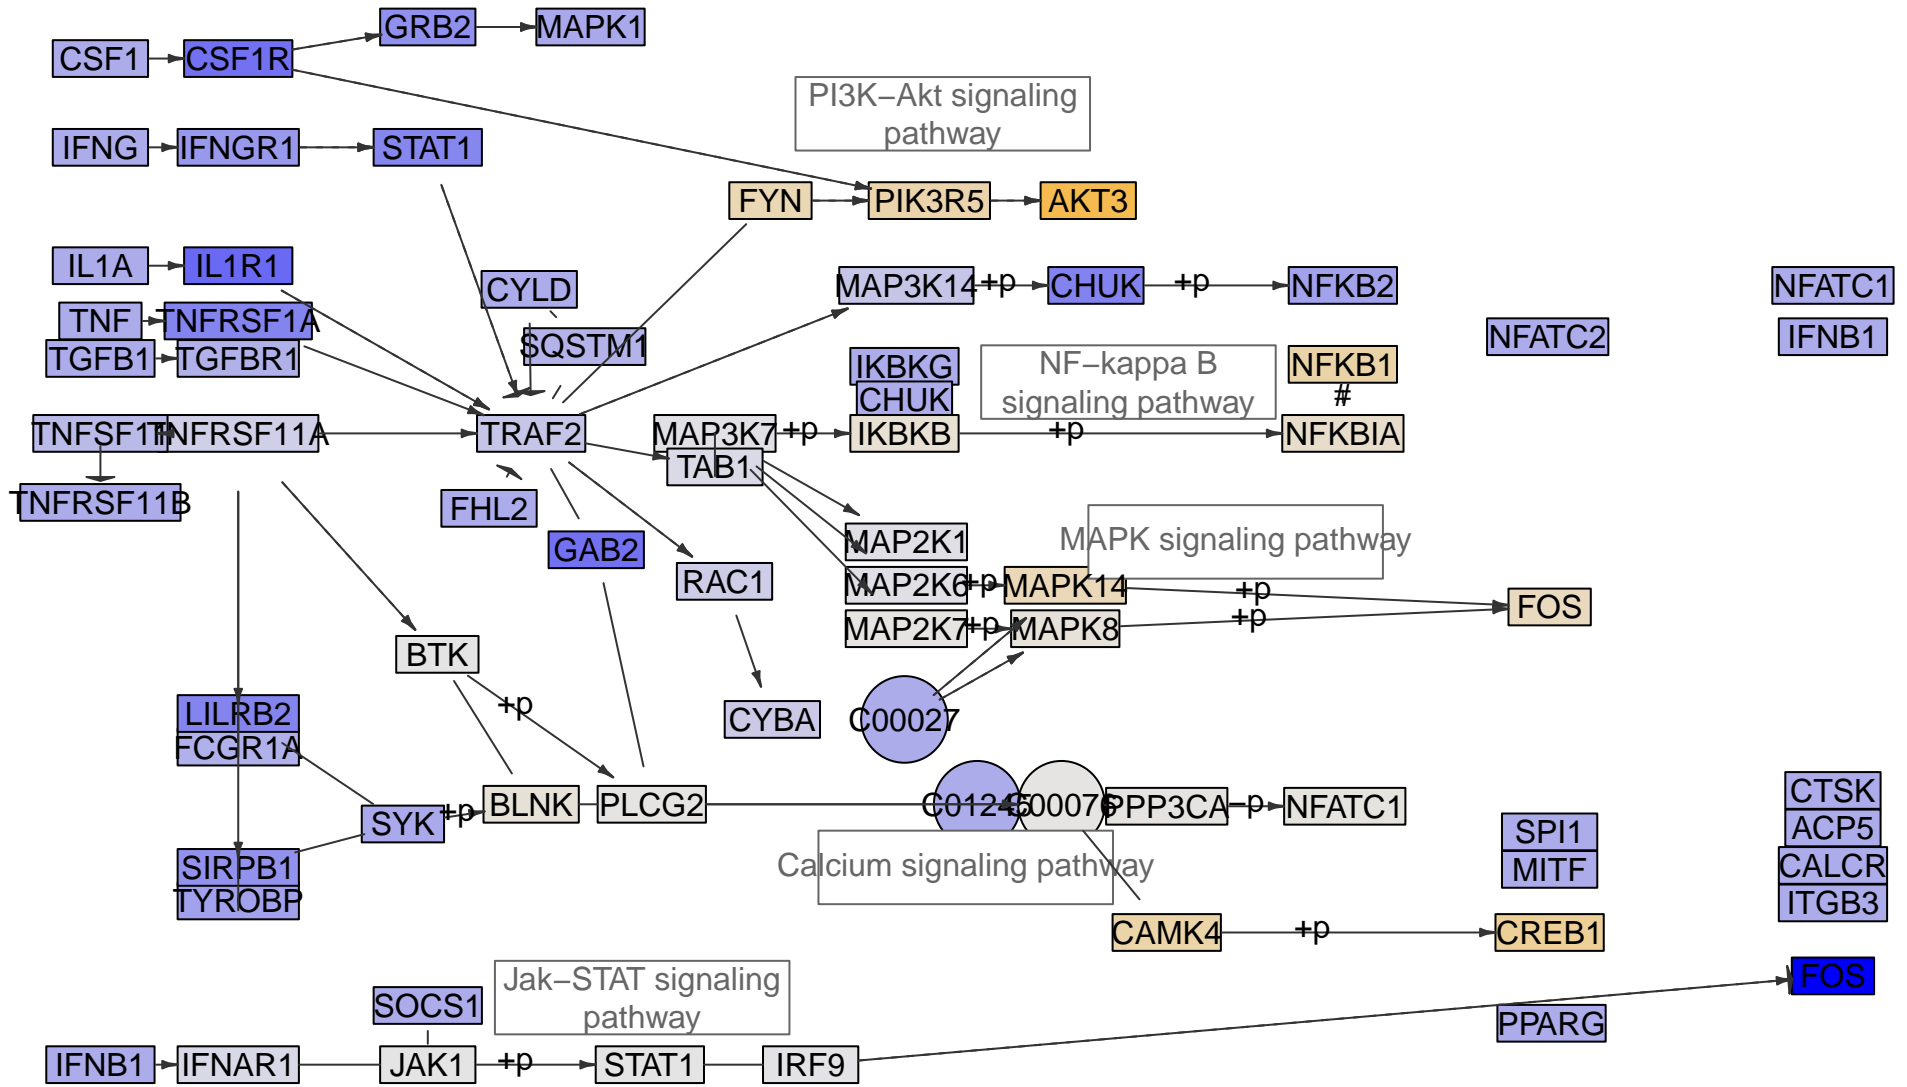 GRB2
MAPK1
CSF1
CSF1R
PI3K−Akt signaling
pathway
IFNG
IFNGR1
STAT1
FYN
PIK3R5
AKT3
IL1A
IL1R1
CYLD
MAP3K14
+p
CHUK
+p
NFKB2
NFATC1
TNF
TNFRSF1A
SQSTM1
NFATC2
IFNB1
TGFB1
TGFBR1
IKBKG
NF−kappa B
signaling pathway
NFKB1
#
CHUK
TNFRSF11A
TRAF2
MAP3K7
+p
IKBKB
+p
NFKBIA
TAB1
TNFRSF11B
FHL2
GAB2
MAP2K1
MAPK signaling pathway
RAC1
MAP2K6
+p
MAPK14
+p
FOS
MAP2K7
+p
MAPK8
+p
BTK
LILRB2
+p
CYBA
C00027
FCGR1A
SYK
+p
BLNK
PLCG2
C00076
PPP3CA
−p
NFATC1
CTSK
SPI1
ACP5
SIRPB1
Calcium signaling pathway
MITF
CALCR
TYROBP
ITGB3
CAMK4
+p
CREB1
Jak−STAT signaling
pathway
FOS
SOCS1
PPARG
IFNB1
IFNAR1
JAK1
+p
STAT1
IRF9